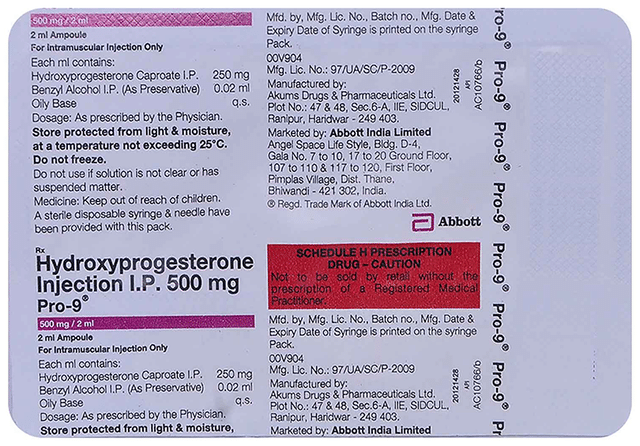 500 mg / 2 ml
2 ml Ampoule
For Intramuscular Injection Only
Each ml contains:
Hydroxyprogesterone Caproate I.P. 250 mg
Benzyl Alcohol I.P. (As Preservative) 0.02 ml
Oily Base q.s.
Dosage: As prescribed by the Physician.
Store protected from light & moisture,
at a temperature not exceeding 25°C.
Do not freeze.
Do not use if solution is not clear or has
suspended matter.
Medicine: Keep out of reach of children.
A sterile disposable syringe & needle have
been provided with this pack.
Rx
Hydroxyprogesterone
Injection I.P. 500 mg
Pro-9®
500 mg / 2 ml
2 ml Ampoule
For Intramuscular Injection Only
Each ml contains:
Hydroxyprogesterone Caproate I.P. 250 mg
Benzyl Alcohol I.P. (As Preservative) 0.02 ml
Oily Base q.s.
Dosage: As prescribed by the Physician.
Store protected from light & moisture,
Mfd. by, Mfg. Lic. No., Batch no., Mfg. Date &
Expiry Date of Syringe is printed on the syringe
Pack.
00V904
Mfg. Lic. No.: 97/UA/SC/P-2009
Manufactured by:
Akums Drugs & Pharmaceuticals Ltd.
Plot No.: 47 & 48, Sec.6-A, IIE, SIDCUL,
Ranipur, Haridwar - 249 403.
Marketed by: Abbott India Limited
Angel Space Life Style, Bldg. D-4,
Gala No. 7 to 10, 17 to 20 Ground Floor,
107 to 110 & 117 to 120, First Floor,
Pimplas Village, Dist. Thane,
Bhiwandi - 421 302, India.
® Regd. Trade Mark of Abbott India Ltd.
Abbott
SCHEDULE H PRESCRIPTION
DRUG – CAUTION
Not to be sold by retail without the
prescription of a Registered Medical
Practitioner.
Mfd. by, Mfg. Lic. No., Batch no., Mfg. Date &
Expiry Date of Syringe is printed on the syringe
Pack.
00V904
Mfg. Lic. No.: 97/UA/SC/P-2009
Manufactured by:
Akums Drugs & Pharmaceuticals Ltd.
Plot No.: 47 & 48, Sec.6-A, IIE, SIDCUL,
Ranipur, Haridwar - 249 403.
Marketed by: Abbott India Limited
20121428
API
AC10766/b
20121428
API
AC10766/b
Pro-9® Pro-9® Pro-9® Pro-9® Pro-9® Pro-9® Pro-9® Pro-9®